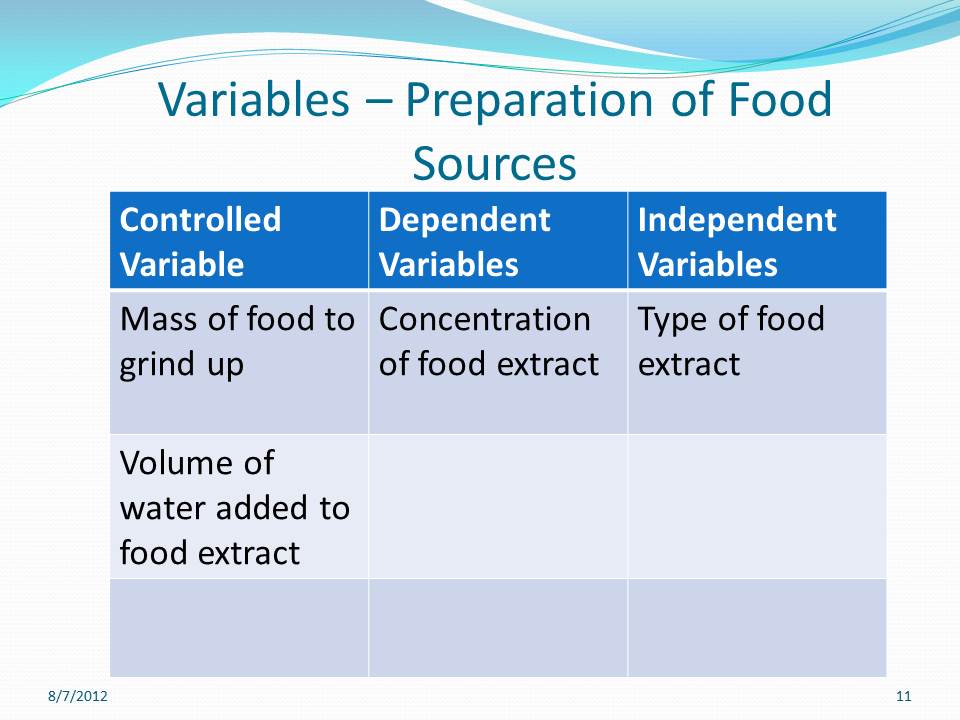 Variables – Preparation of Food
Sources
Controlled
Variable
Dependent
Variables
Independent
Variables
Mass of food to
grind up
Concentration
of food extract
Type of food
extract
Volume of
water added to
food extract
8/7/2012
11